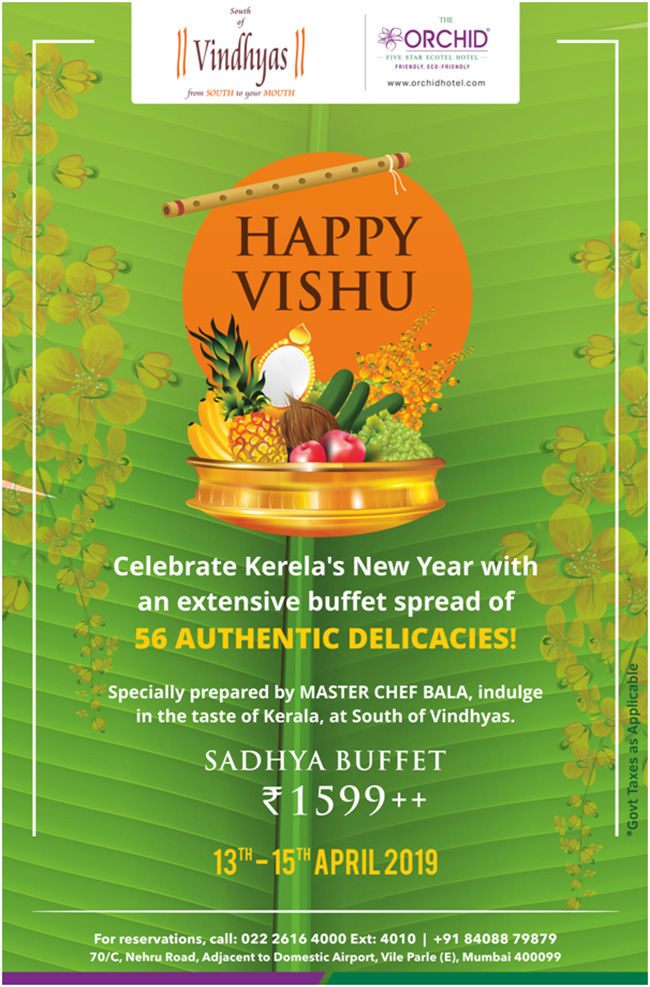 South
of
Vindhyas
from SOUTH to your MOUTH
THE
ORCHID
FIVE STAR ECOTEL HOTEL
FRIENDLY. ECO-FRIENDLY
www.orchidhotel.com
HAPPY
VISHU
Celebrate Kerela's New Year with
an extensive buffet spread of
56 AUTHENTIC DELICACIES!
Specially prepared by MASTER CHEF BALA, indulge
in the taste of Kerala, at South of Vindhyas.
SADHYA BUFFET
₹1599++
13TH – 15TH APRIL 2019
*Govt Taxes as Applicable
For reservations, call: 022 2616 4000 Ext: 4010 | +91 84088 79879
70/C, Nehru Road, Adjacent to Domestic Airport, Vile Parle (E), Mumbai 400099